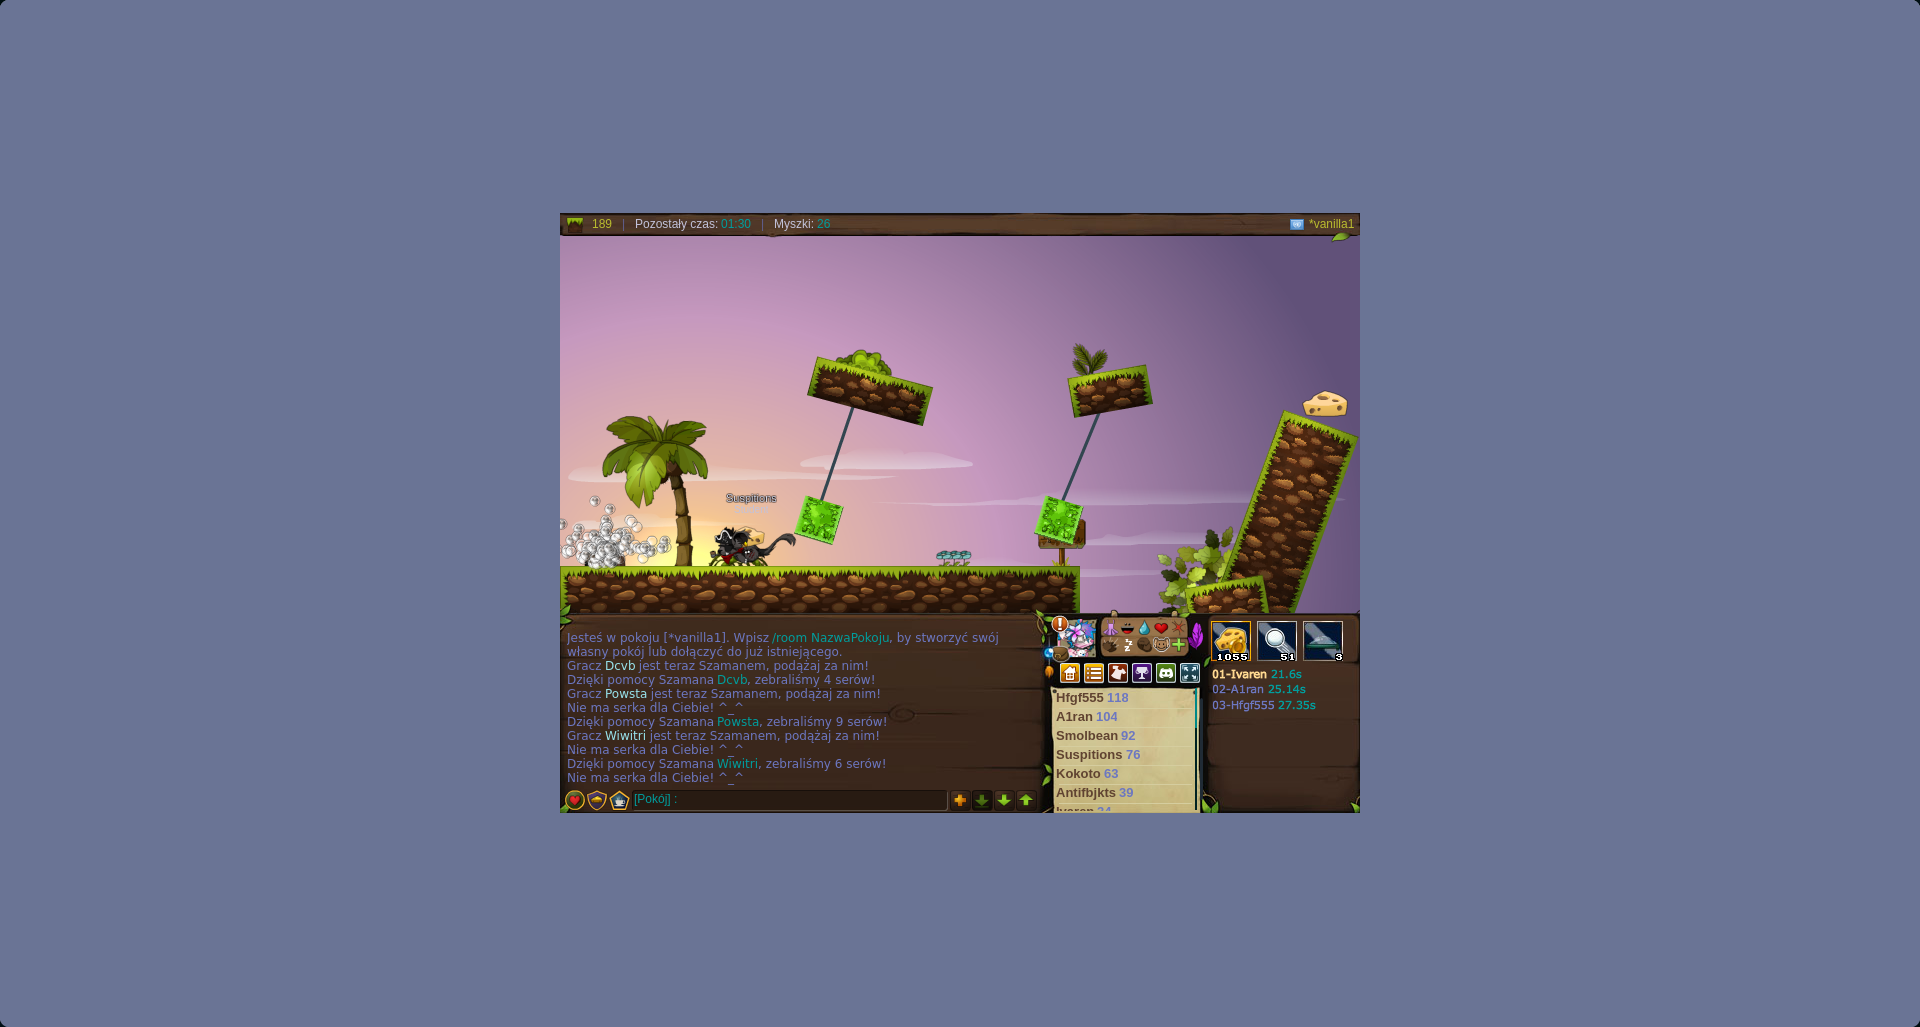 189 | Pozostały czas: 01:30 | Myszki: 26
*vanilla1
Suspitions
Jesteś w pokoju [*vanilla1]. Wpisz /room NazwaPokoju, by stworzyć swój
własny pokój lub dołączyć do już istniejącego.
Gracz Dcvb jest teraz Szamanem, podążaj za nim!
Dzięki pomocy Szamana Dcvb, zebraliśmy 4 serów!
Gracz Powsta jest teraz Szamanem, podążaj za nim!
Nie ma serka dla Ciebie! ^_^
Dzięki pomocy Szamana Powsta, zebraliśmy 9 serów!
Gracz Wiwitri jest teraz Szamanem, podążaj za nim!
Nie ma serka dla Ciebie! ^_^
Dzięki pomocy Szamana Wiwitri, zebraliśmy 6 serów!
Nie ma serka dla Ciebie! ^_^
[Pokój] :
Hfgf555 118
A1ran 104
Smolbean 92
Suspitions 76
Kokoto 63
Antifbjkts 39
Ivaren 34
1055
51
3
01-Ivaren 21.6s
02-A1ran 25.14s
03-Hfgf555 27.35s